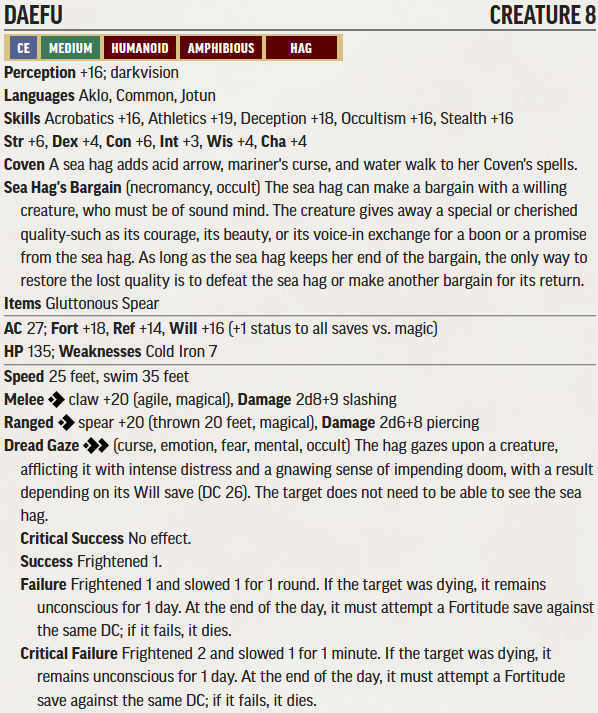 DAEFU CREATURE 8
CE MEDIUM HUMANOID AMPHIBIOUS HAG
Perception +16; darkvision
Languages Aklo, Common, Jotun
Skills Acrobatics +16, Athletics +19, Deception +18, Occultism +16, Stealth +16
Str +6, Dex +4, Con +6, Int +3, Wis +4, Cha +4
Coven A sea hag adds acid arrow, mariner's curse, and water walk to her Coven's spells.
Sea Hag's Bargain (necromancy, occult) The sea hag can make a bargain with a willing
creature, who must be of sound mind. The creature gives away a special or cherished
quality-such as its courage, its beauty, or its voice-in exchange for a boon or a promise
from the sea hag. As long as the sea hag keeps her end of the bargain, the only way to
restore the lost quality is to defeat the sea hag or make another bargain for its return.
Items Gluttonous Spear
AC 27; Fort +18, Ref +14, Will +16 (+1 status to all saves vs. magic)
HP 135; Weaknesses Cold Iron 7
Speed 25 feet, swim 35 feet
Melee claw +20 (agile, magical), Damage 2d8+9 slashing
Ranged spear +20 (thrown 20 feet, magical), Damage 2d6+8 piercing
Dread Gaze (curse, emotion, fear, mental, occult) The hag gazes upon a creature,
afflicting it with intense distress and a gnawing sense of impending doom, with a result
depending on its Will save (DC 26). The target does not need to be able to see the sea
hag.
Critical Success No effect.
Success Frightened 1.
Failure Frightened 1 and slowed 1 for 1 round. If the target was dying, it remains
unconscious for 1 day. At the end of the day, it must attempt a Fortitude save against
the same DC; if it fails, it dies.
Critical Failure Frightened 2 and slowed 1 for 1 minute. If the target was dying, it
remains unconscious for 1 day. At the end of the day, it must attempt a Fortitude
save against the same DC; if it fails, it dies.